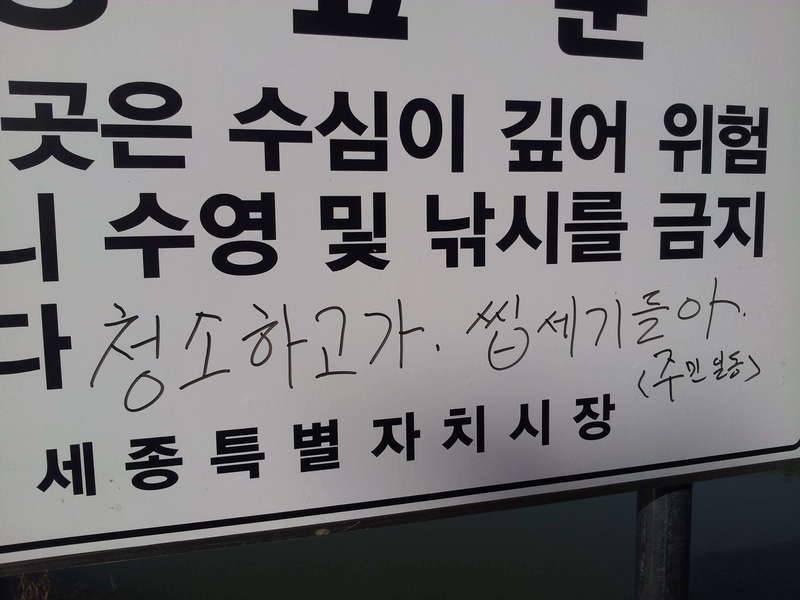 곳은 수심이 깊어 위험
니 수영 및 낚시를 금지
다 청소하고가. 씹세기들아.
<주민일동>
세종특별자치시장